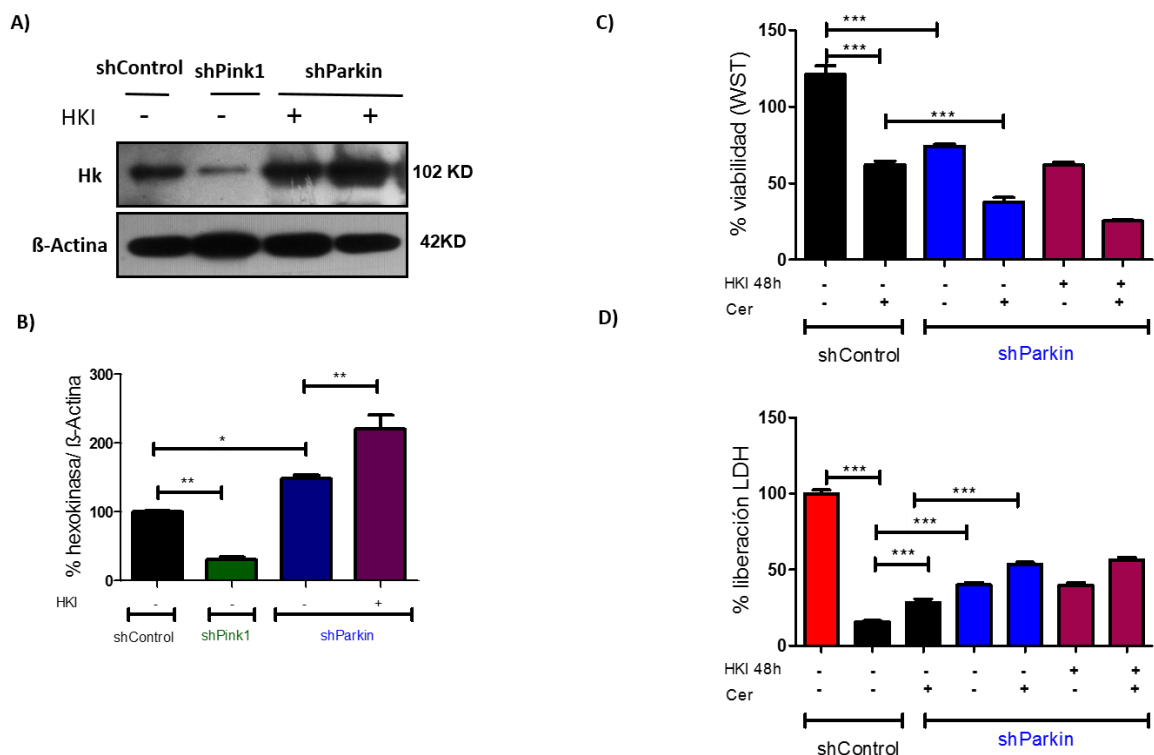 A)
shControl shPink1 shParkin
HKI - - + +
Hk 102 KD
ß-Actina 42KD
B)
% hexokinasa/ ß-Actina
300
200
100
0
**
*
**
HKI - - - +
shControl shPink1 shParkin
C)
% viabilidad (WST)
150
100
50
0
***
***
***
HKI 48h - - - - + +
Cer - + - + - +
shControl shParkin
D)
% liberación LDH
150
100
50
0
***
***
***
***
HKI 48h - - - - - + +
Cer - - + - + - +
shControl shParkin